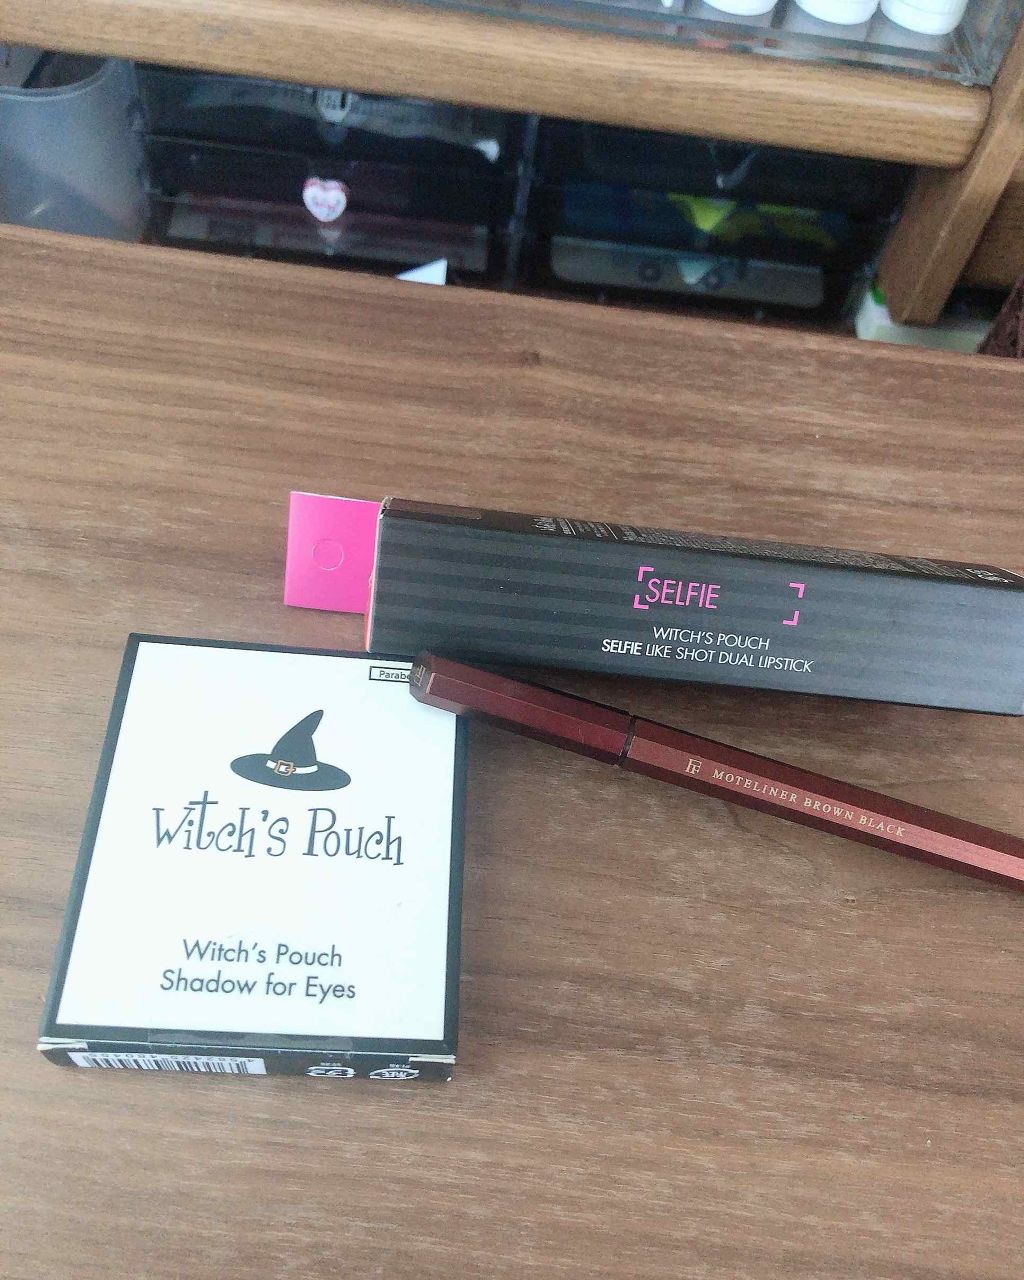 SELFIE
WITCH'S POUCH
SELFIE LIKE SHOT DUAL LIPSTICK
FF MOTELINER BROWN BLACK
Witch's Pouch
Witch's Pouch
Shadow for Eyes